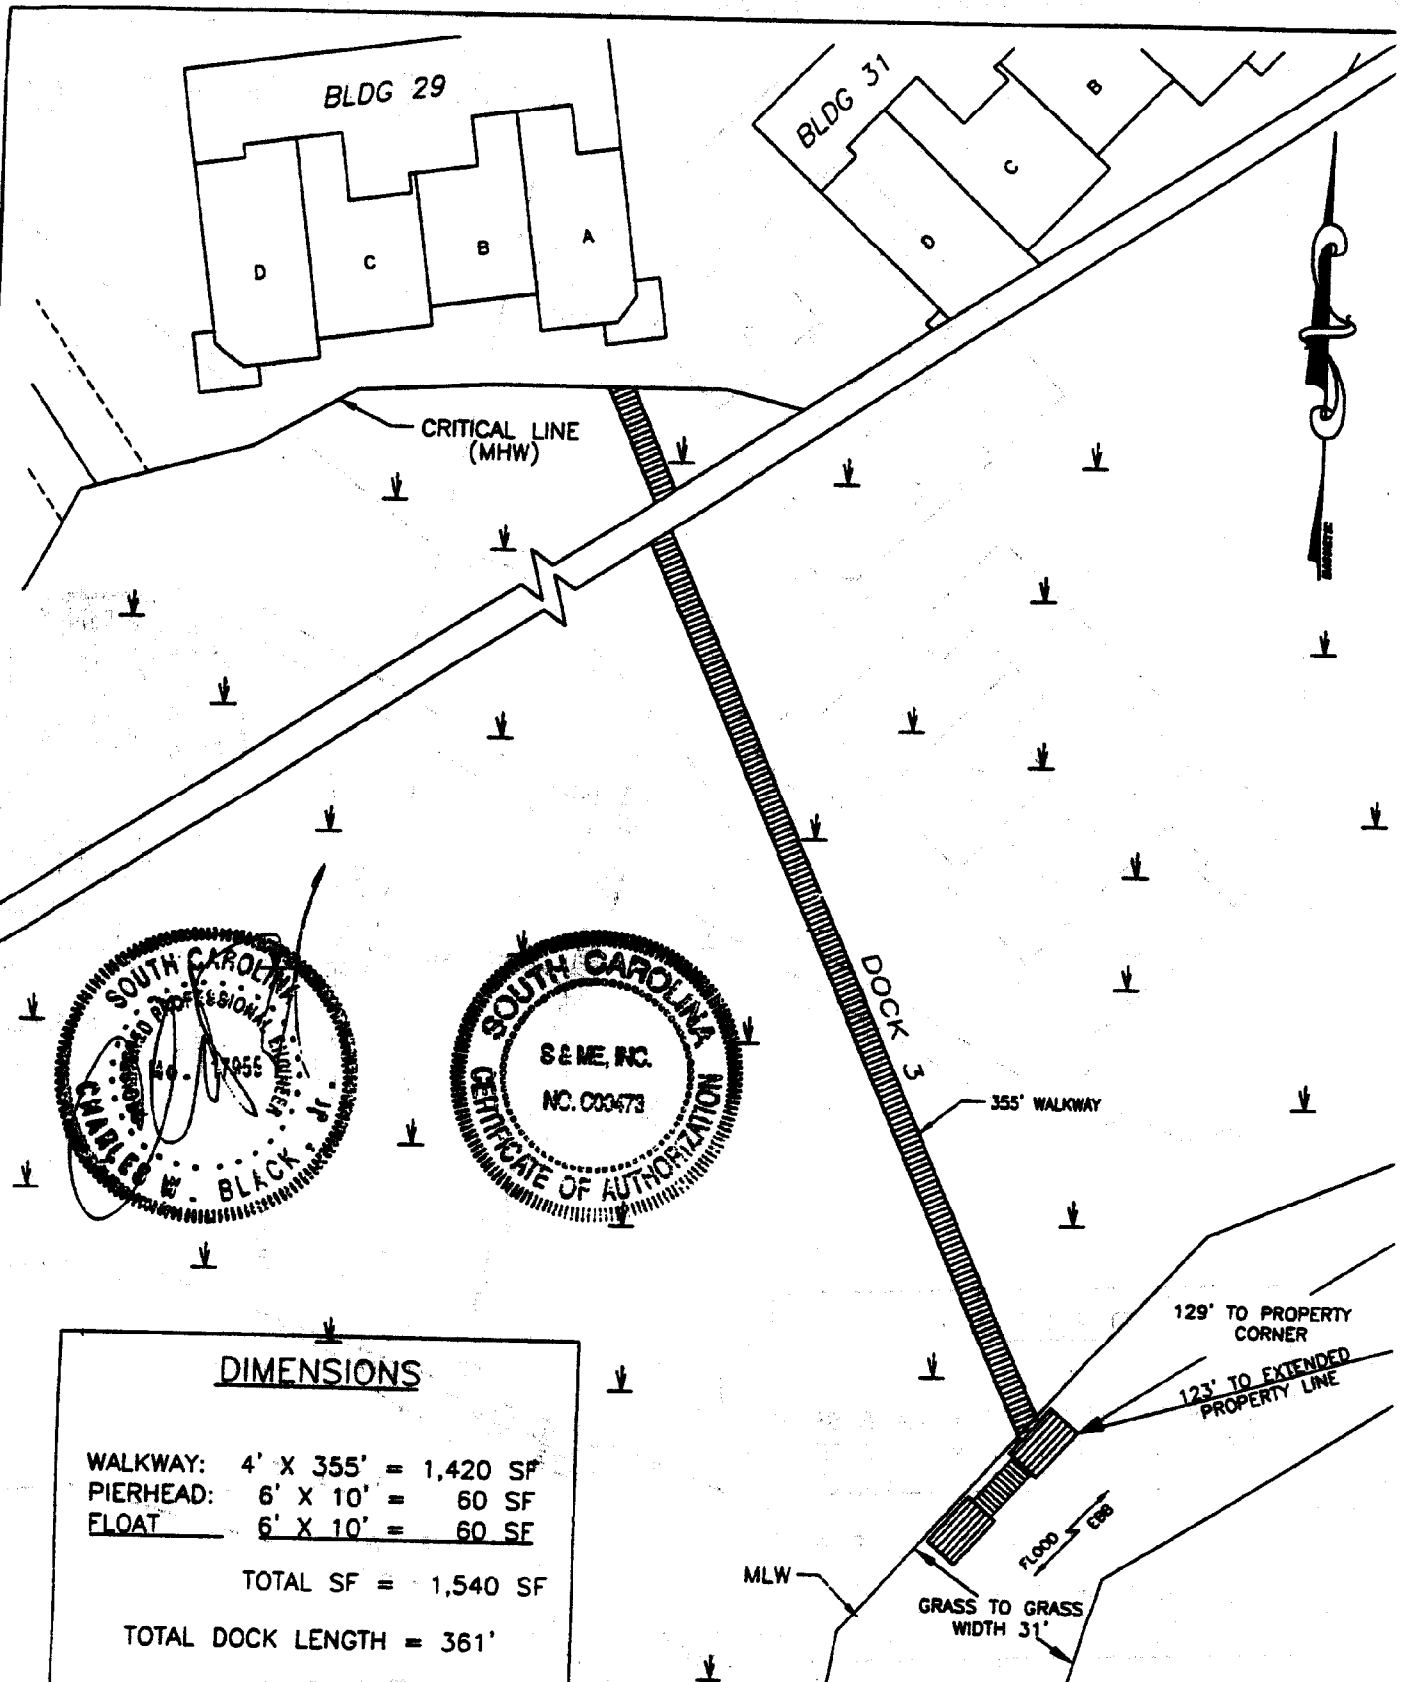 BLDG 29
BLDG 31
D
C
B
A
D
C
B
CRITICAL LINE
(MHW)
MAGNETIC
SOUTH CAROLINA
REGISTERED PROFESSIONAL ENGINEER
CHARLES W. BLACK, JR.
SOUTH CAROLINA
S & ME, INC.
NO. C00473
CERTIFICATE OF AUTHORIZATION
DOCK 3
355' WALKWAY
129' TO PROPERTY
CORNER
123' TO EXTENDED
PROPERTY LINE
FLOOD
EBB
MLW
GRASS TO GRASS
WIDTH 31'
DIMENSIONS
WALKWAY: 4' X 355' = 1,420 SF
PIERHEAD: 6' X 10' = 60 SF
FLOAT 6' X 10' = 60 SF
TOTAL SF = 1,540 SF
TOTAL DOCK LENGTH = 361'